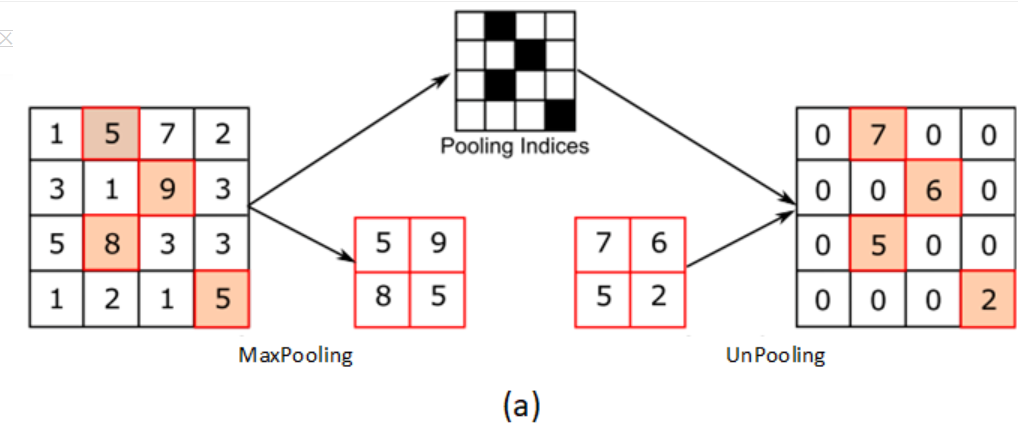 Pooling Indices
1 5 7 2
3 1 9 3
5 8 3 3
1 2 1 5
5 9
8 5
7 6
5 2
0 7 0 0
0 0 6 0
0 5 0 0
0 0 0 2
MaxPooling
UnPooling
(a)